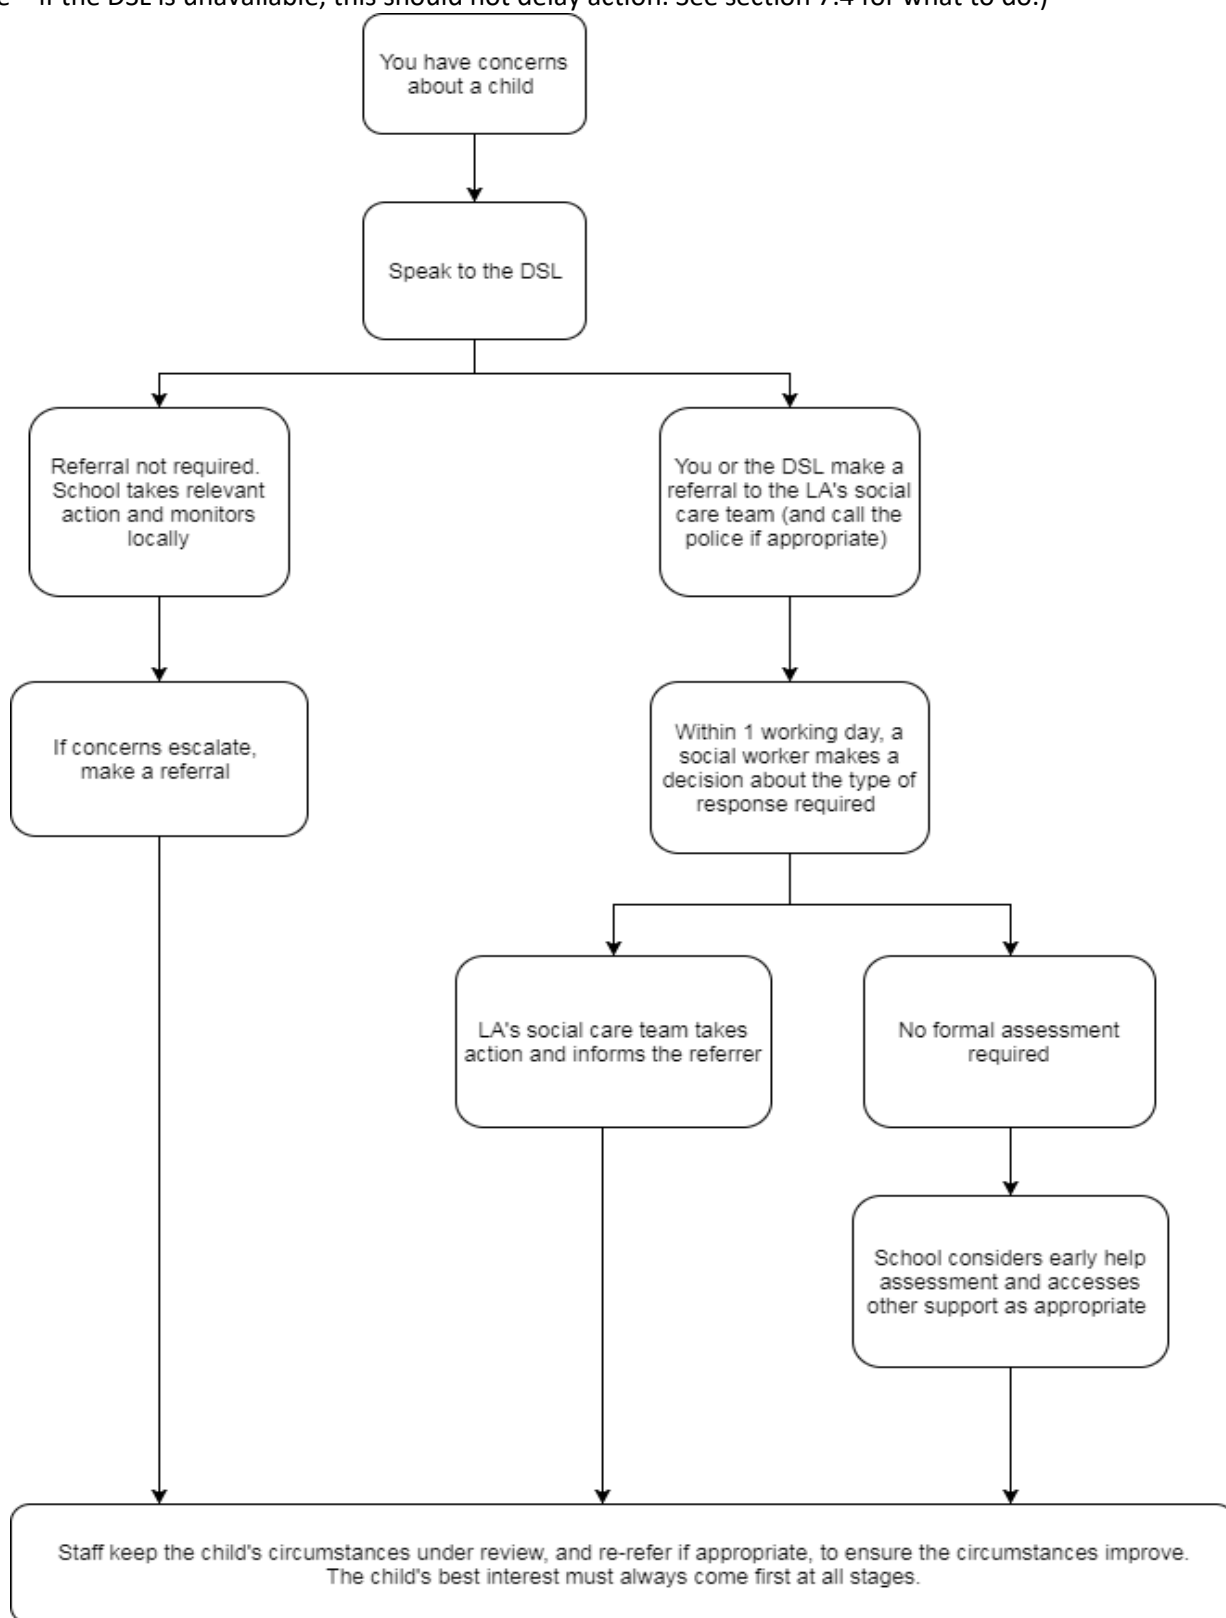 if the DSL is unavailable, this should not delay action. See section 7.4 for what to do.)
You have concerns
about a child
Speak to the DSL
Referral not required.
School takes relevant
action and monitors
locally
You or the DSL make a
referral to the LA's social
care team (and call the
police if appropriate)
If concerns escalate,
make a referral
Within 1 working day, a
social worker makes a
decision about the type of
response required
LA's social care team takes
action and informs the referrer
No formal assessment
required
School considers early help
assessment and accesses
other support as appropriate
Staff keep the child's circumstances under review, and re-refer if appropriate, to ensure the circumstances improve.
The child's best interest must always come first at all stages.